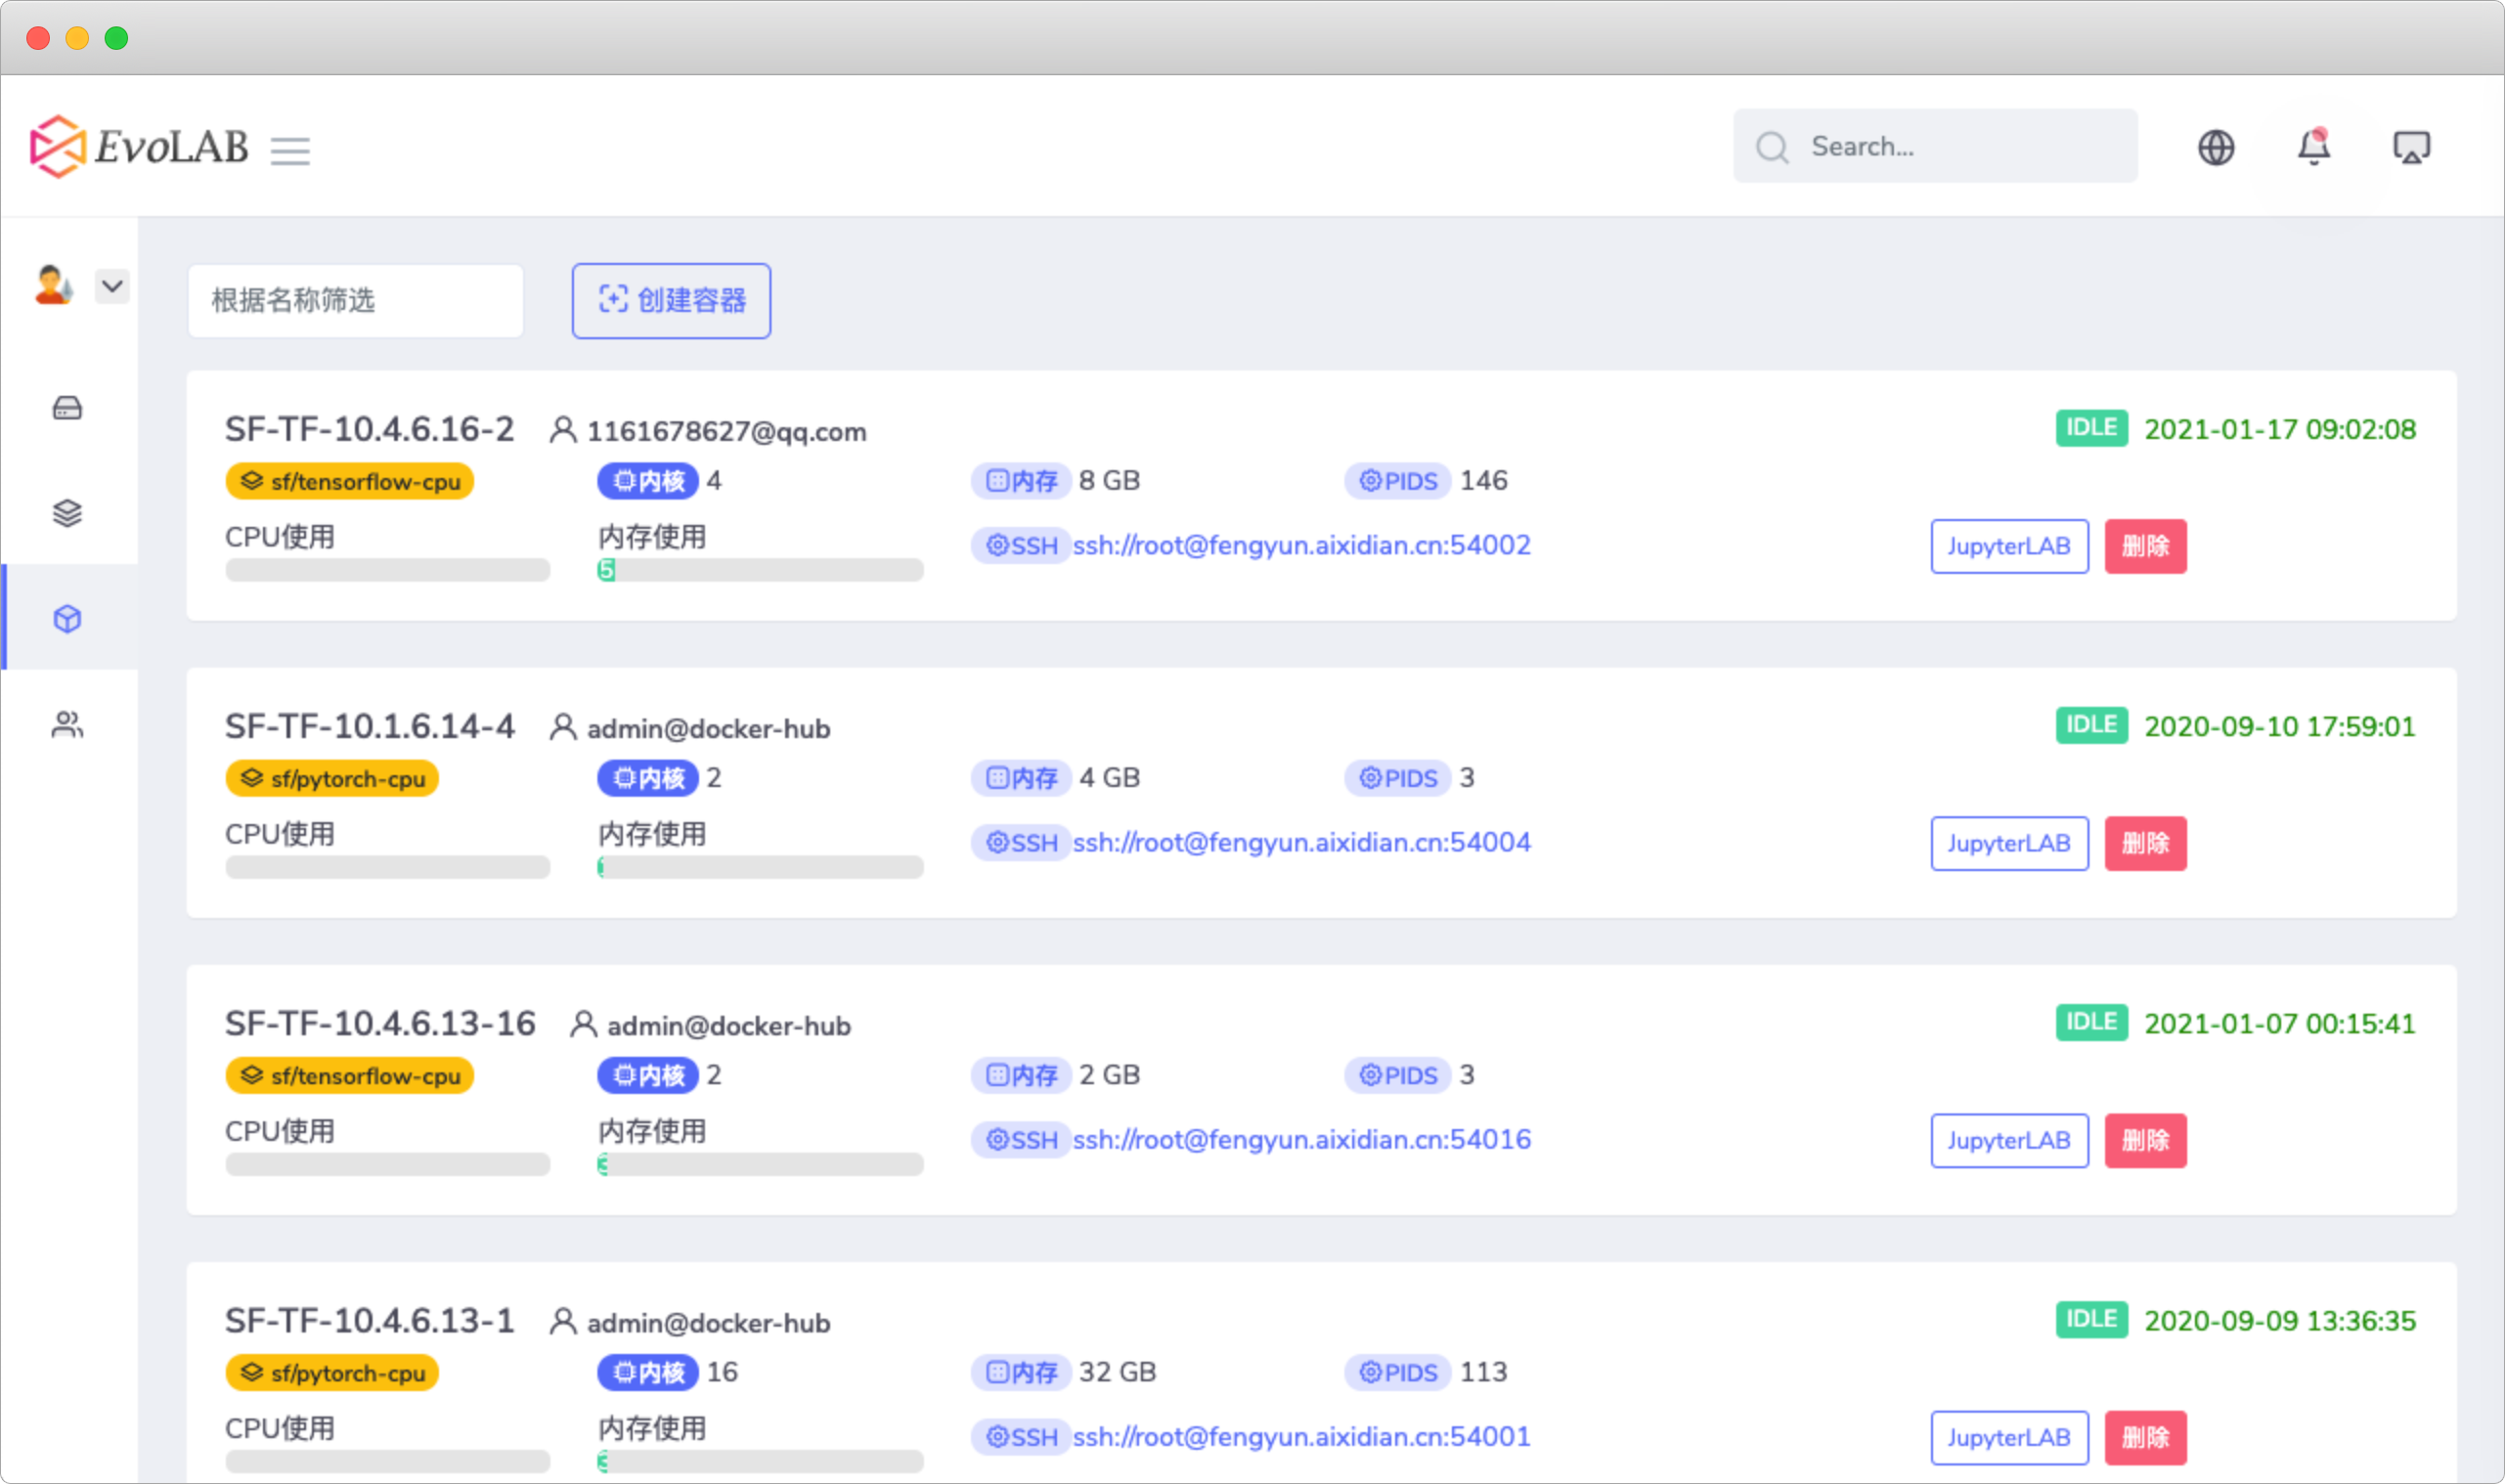 EvoLAB
Search...
根据名称筛选
创建容器
SF-TF-10.4.6.16-2 1161678627@qq.com IDLE 2021-01-17 09:02:08
sf/tensorflow-cpu 内核 4 内存 8 GB PIDS 146
CPU使用 内存使用 SSH ssh://root@fengyun.aixidian.cn:54002 JupyterLAB 删除
5
SF-TF-10.1.6.14-4 admin@docker-hub IDLE 2020-09-10 17:59:01
sf/pytorch-cpu 内核 2 内存 4 GB PIDS 3
CPU使用 内存使用 SSH ssh://root@fengyun.aixidian.cn:54004 JupyterLAB 删除
SF-TF-10.4.6.13-16 admin@docker-hub IDLE 2021-01-07 00:15:41
sf/tensorflow-cpu 内核 2 内存 2 GB PIDS 3
CPU使用 内存使用 SSH ssh://root@fengyun.aixidian.cn:54016 JupyterLAB 删除
SF-TF-10.4.6.13-1 admin@docker-hub IDLE 2020-09-09 13:36:35
sf/pytorch-cpu 内核 16 内存 32 GB PIDS 113
CPU使用 内存使用 SSH ssh://root@fengyun.aixidian.cn:54001 JupyterLAB 删除